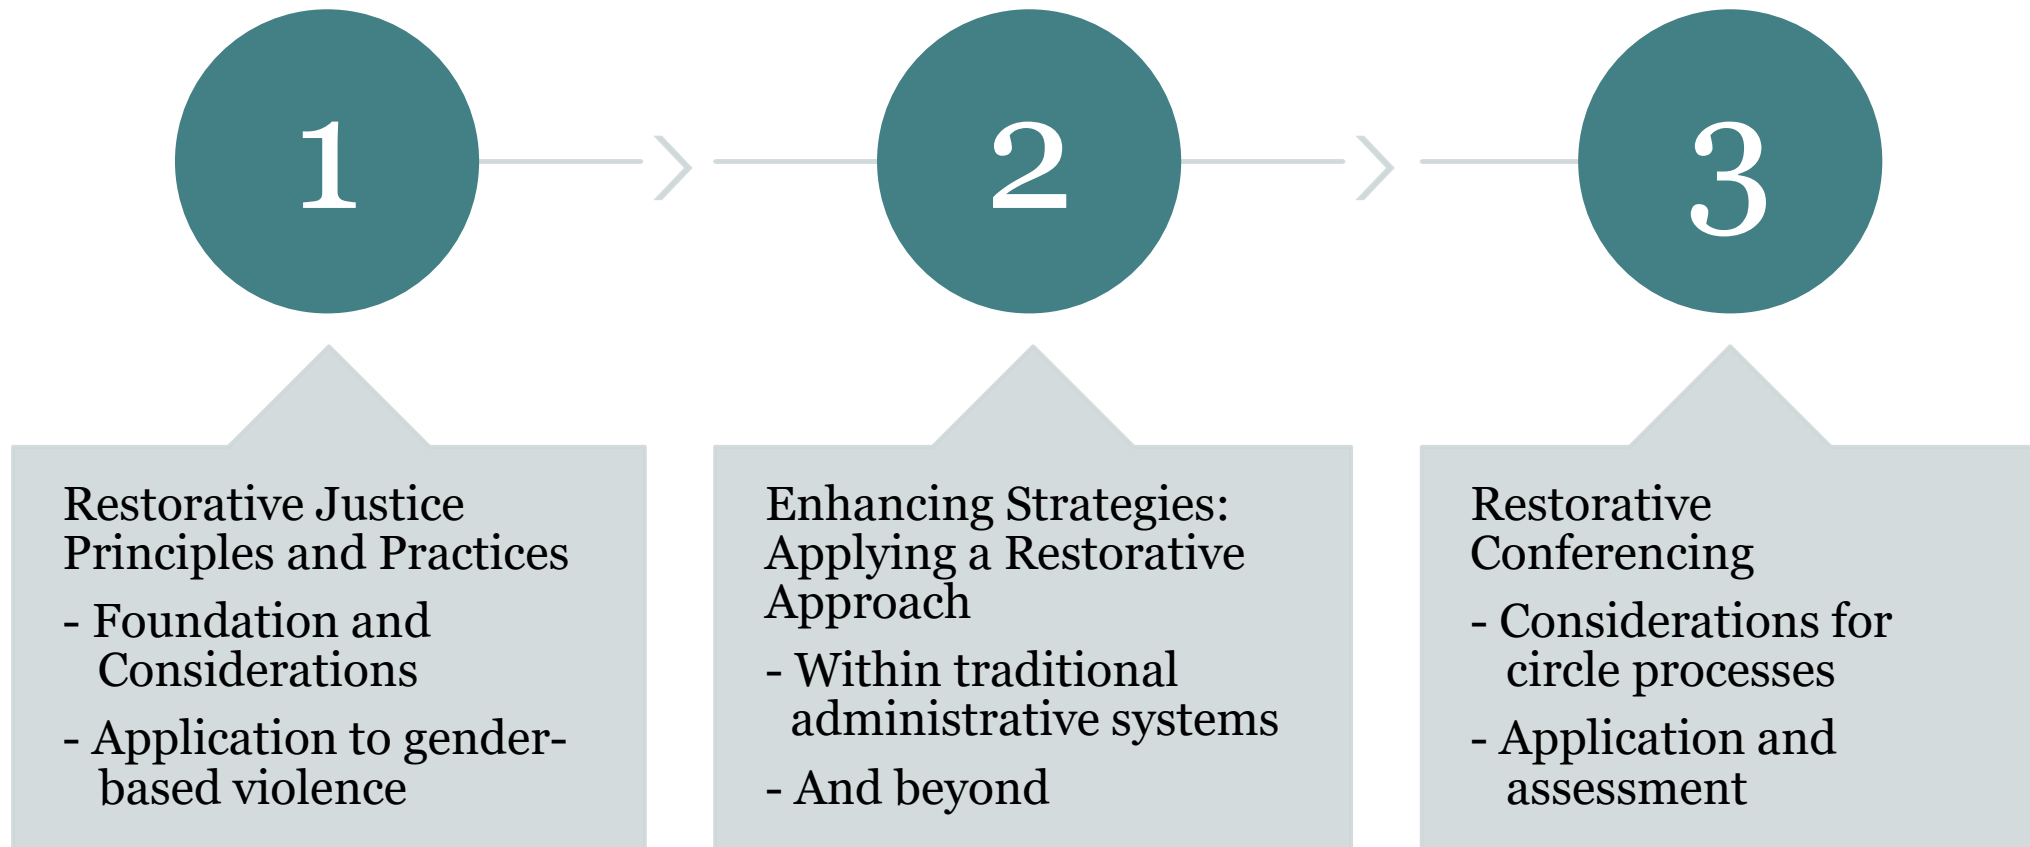 1
2
3
Restorative Justice
Principles and Practices
- Foundation and
Considerations
- Application to gender-
based violence
Enhancing Strategies:
Applying a Restorative
Approach
- Within traditional
administrative systems
- And beyond
Restorative
Conferencing
- Considerations for
circle processes
- Application and
assessment